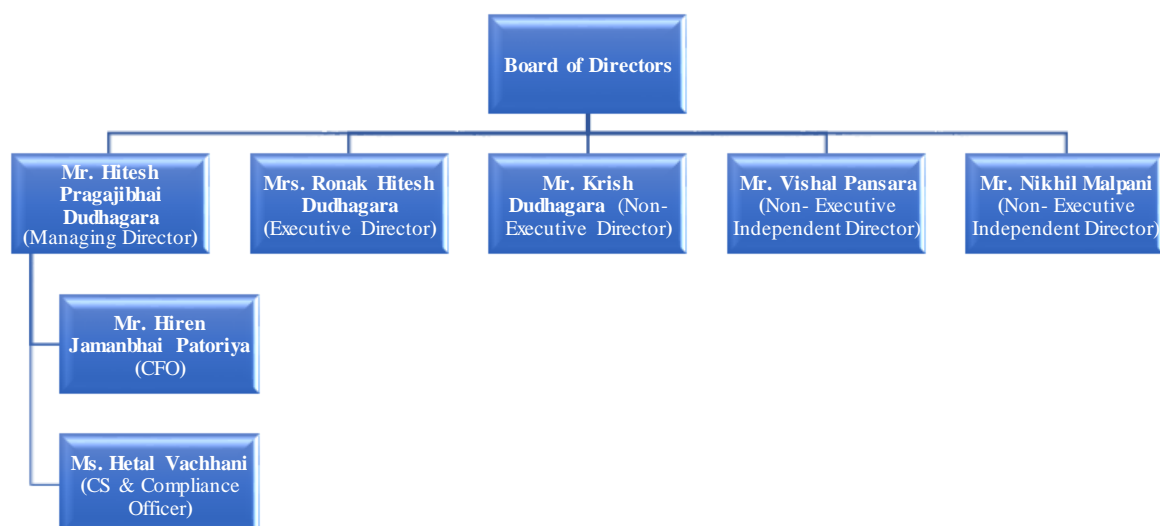 Board of Directors
Mr. Hitesh
Pragajibhai
Dudhagara
(Managing Director)
Mrs. Ronak Hitesh
Dudhagara
(Executive Director)
Mr. Krish
Dudhagara (Non-
Executive Director)
Mr. Vishal Pansara
(Non- Executive
Independent Director)
Mr. Nikhil Malpani
(Non- Executive
Independent Director)
Mr. Hiren
Jamanbhai Patoriya
(CFO)
Ms. Hetal Vachhani
(CS & Compliance
Officer)